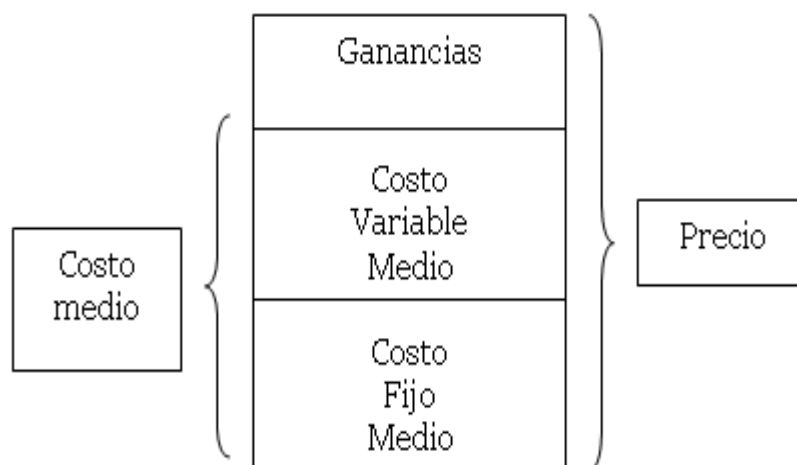 Ganancias
Costo
Variable
Medio
Costo
medio
Precio
Costo
Fijo
Medio